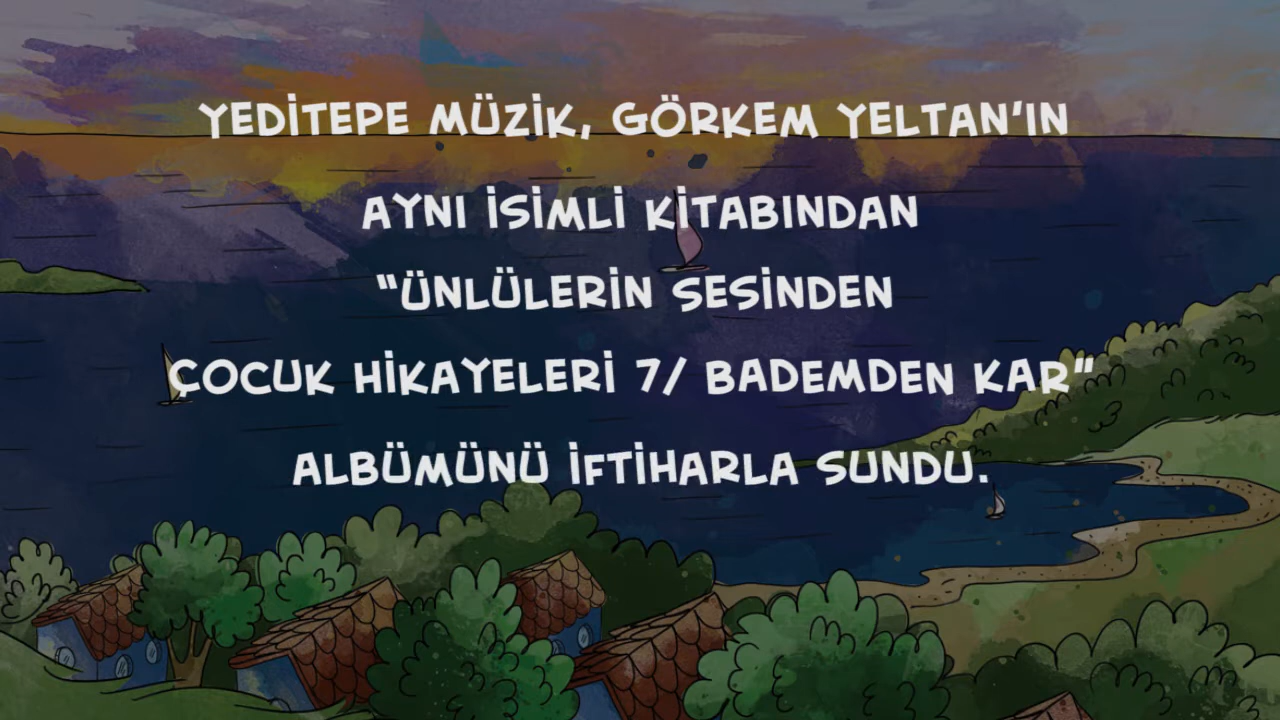 YEDİTEPE MÜZİK, GÖRKEM YELTAN'IN
AYNI İSİMLİ KİTABINDAN
"ÜNLÜLERİN SESİNDEN
ÇOCUK HİKAYELERİ 7/ BADEMDEN KAR"
ALBÜMÜNÜ İFTİHARLA SUNDU.